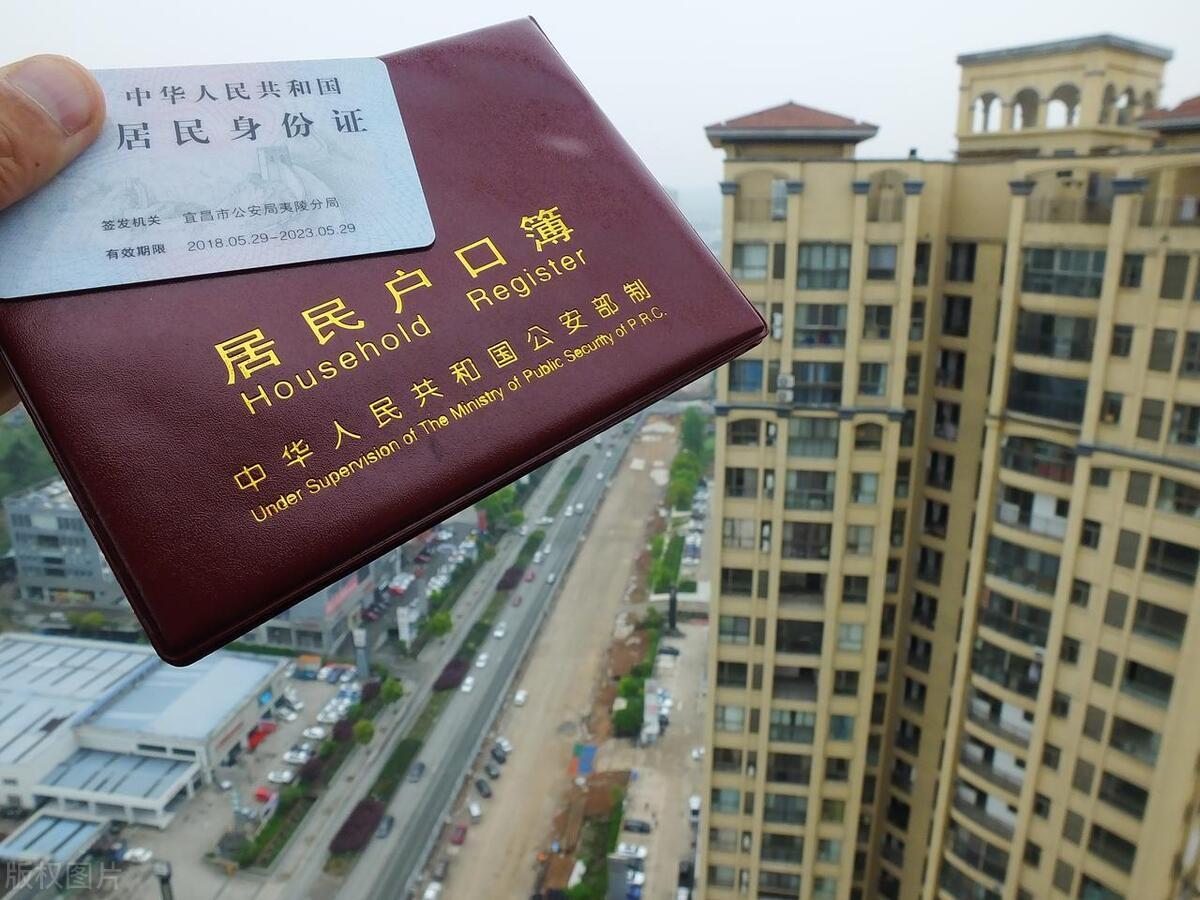 中华人民共和国
居民身份证
签发机关 宜昌市公安局夷陵分局
有效期限 2018.05.29-2023.05.29
居民户口簿
Household Register
中华人民共和国公安部制
Under Supervision of The Ministry of Public Security of P.R.C.
版权图片